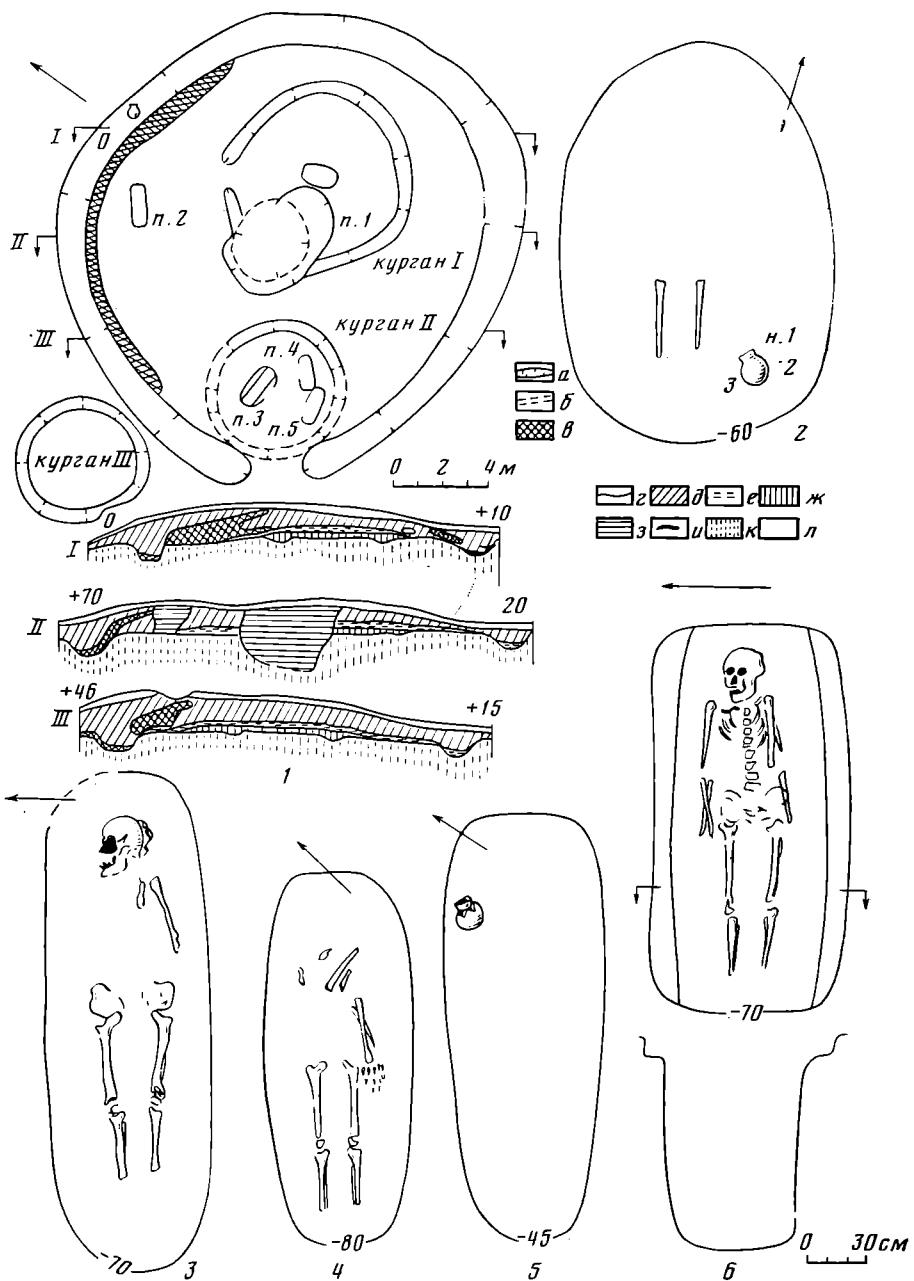 I
0
п. 2
п. 1
курган I
II
курган II
III
п. 4
п. 3
п. 5
курган III
0 2 4 м
а
б
в
н. 1
2
3
-60
2
г д е ж
з и к л
0
+10
I
+70
20
II
+46
+15
III
1
-70
3
-80
4
-45
5
-70
6
0 30 см